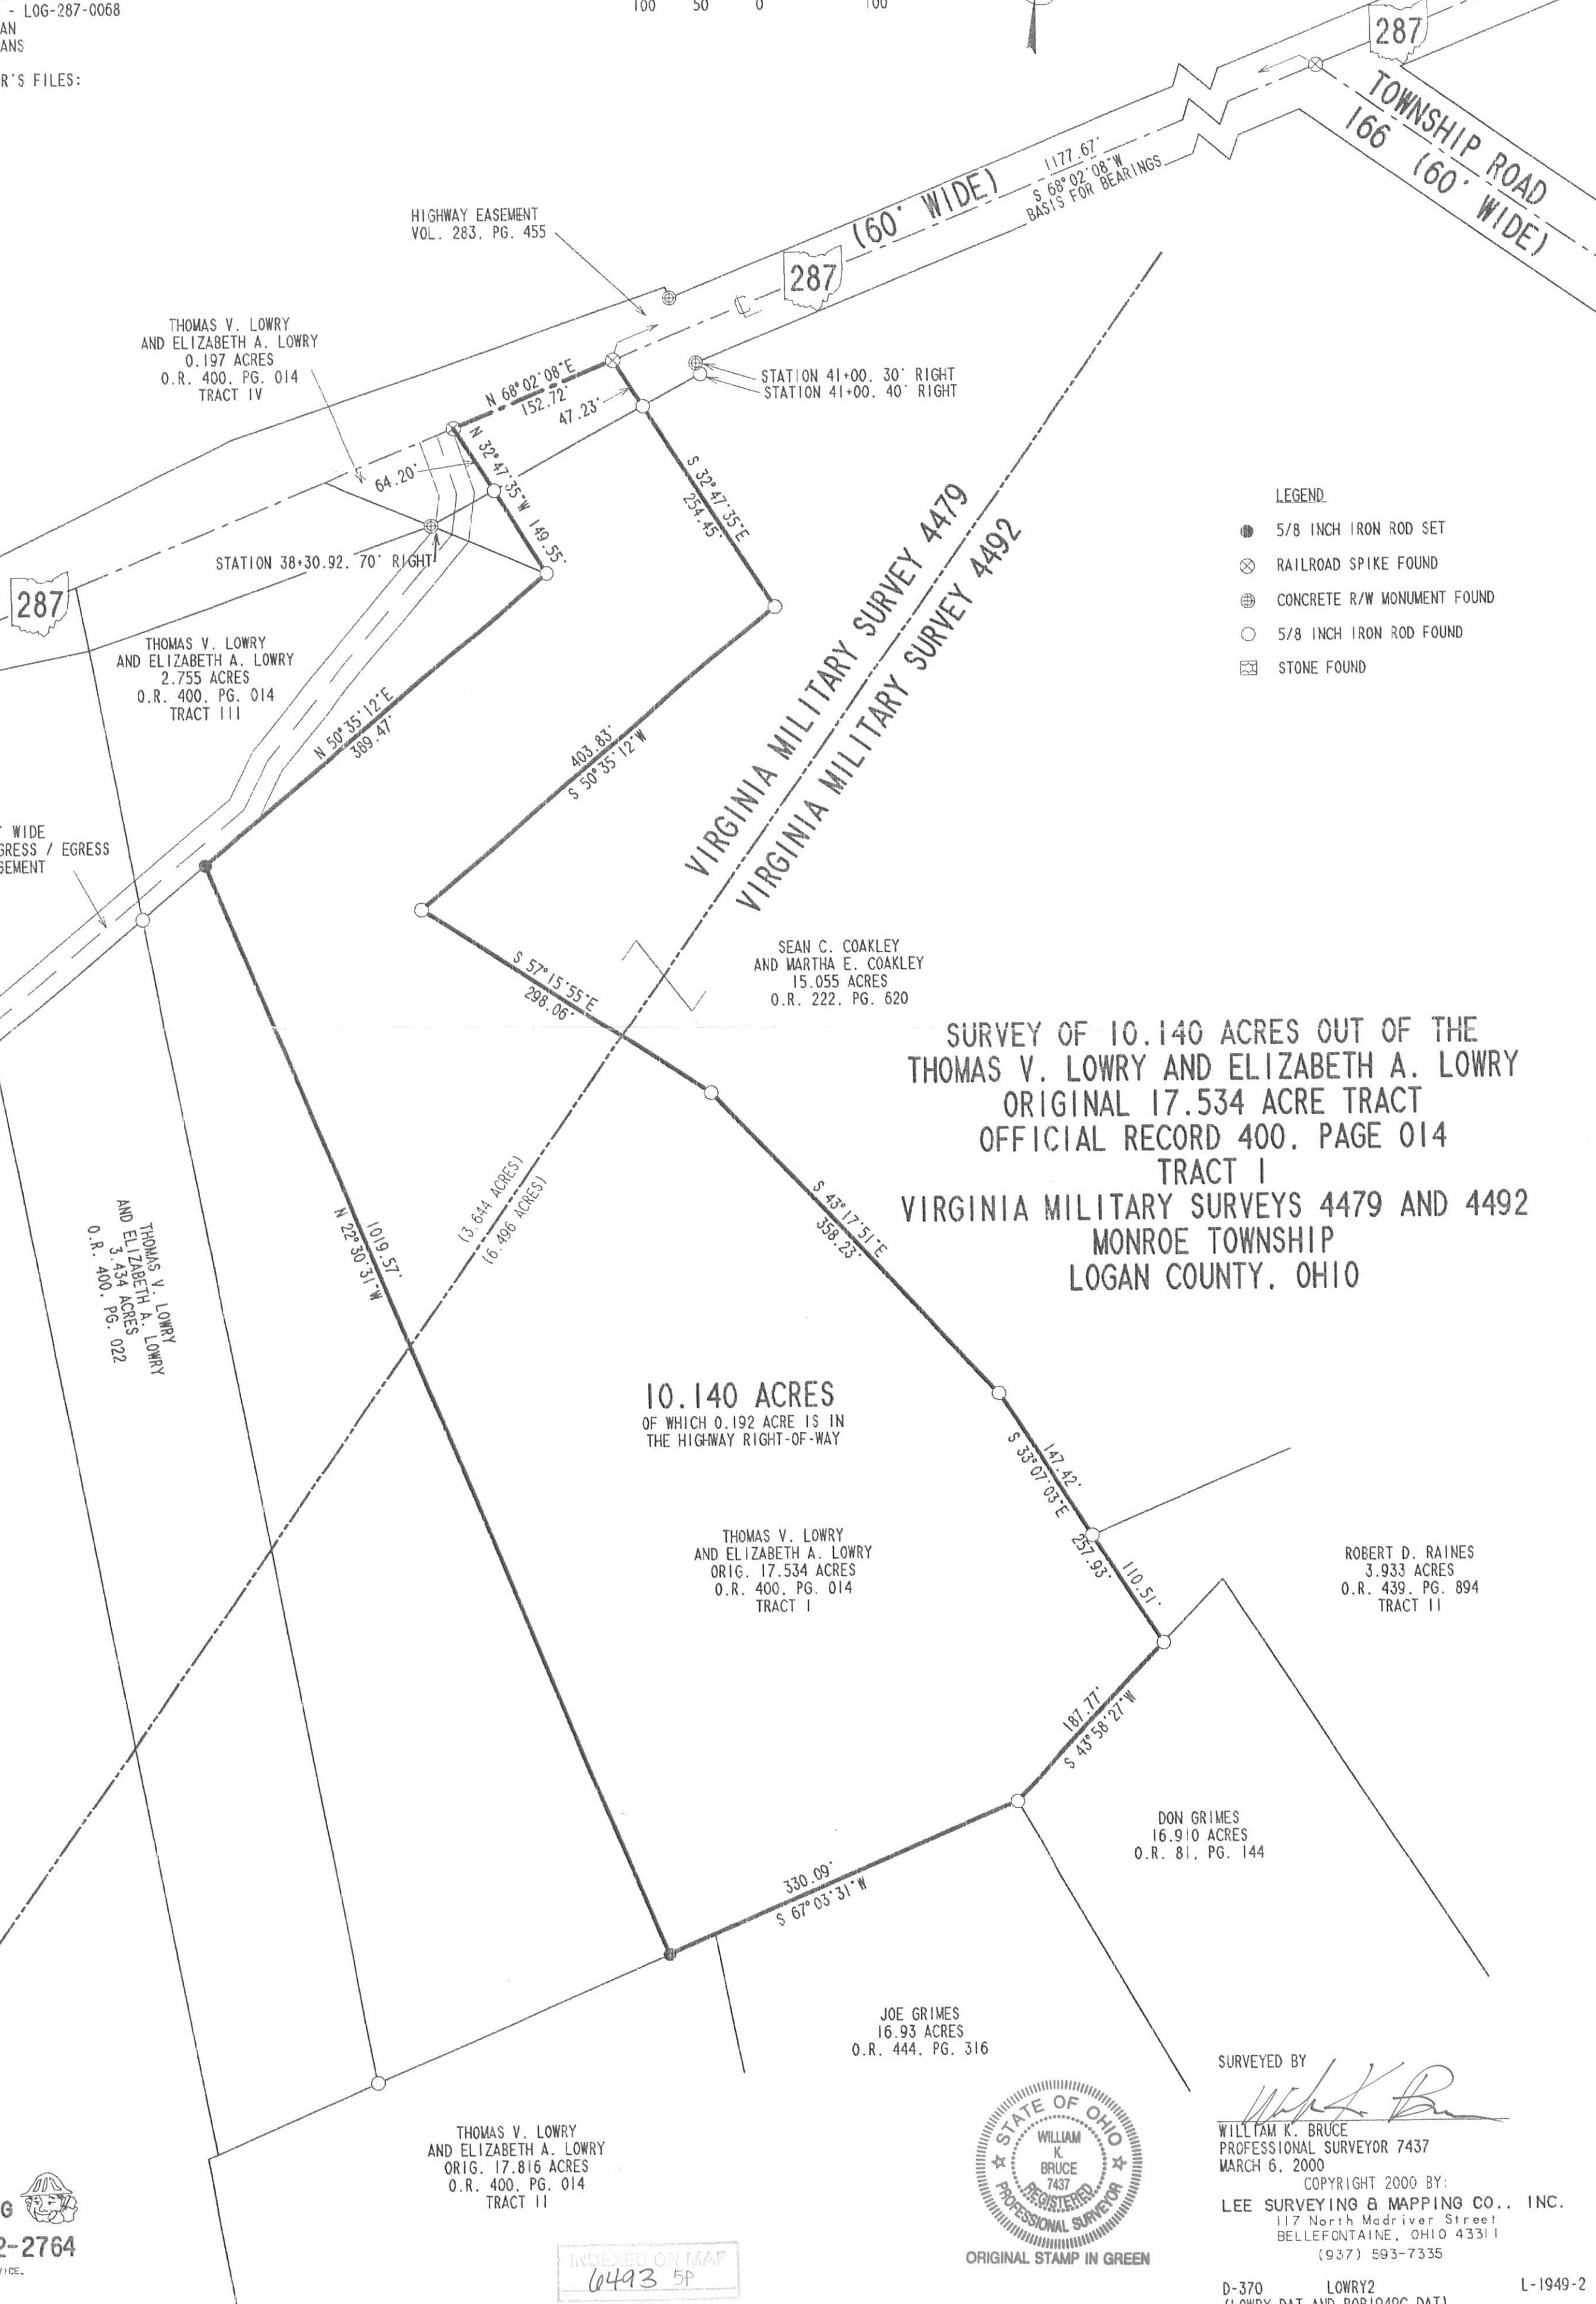 - LOG-287-0068
AN
ANS
R'S FILES:
100 50 0 100
287
TOWNSHIP ROAD
166 (60' WIDE)
1177.67'
S 68°02'08"W
BASIS FOR BEARINGS
(60' WIDE)
HIGHWAY EASEMENT
VOL. 283, PG. 455
287
THOMAS V. LOWRY
AND ELIZABETH A. LOWRY
0.197 ACRES
O.R. 400, PG. 014
TRACT IV
N 68°02'08"E
152.72'
47.23'
STATION 41+00, 30' RIGHT
STATION 41+00, 40' RIGHT
64.20'
N 32°47'35"W 149.55'
S 32°47'35"E
254.45'
STATION 38+30.92, 70' RIGHT
287
VIRGINIA MILITARY SURVEY 4479
VIRGINIA MILITARY SURVEY 4492
LEGEND
5/8 INCH IRON ROD SET
RAILROAD SPIKE FOUND
CONCRETE R/W MONUMENT FOUND
5/8 INCH IRON ROD FOUND
STONE FOUND
THOMAS V. LOWRY
AND ELIZABETH A. LOWRY
2.755 ACRES
O.R. 400, PG. 014
TRACT III
N 50°35'12"E
389.47'
403.83'
S 50°35'12"W
' WIDE
GRESS / EGRESS
SEMENT
SEAN C. COAKLEY
AND MARTHA E. COAKLEY
15.055 ACRES
O.R. 222, PG. 620
S 57°15'55"E
298.06'
SURVEY OF 10.140 ACRES OUT OF THE
THOMAS V. LOWRY AND ELIZABETH A. LOWRY
ORIGINAL 17.534 ACRE TRACT
OFFICIAL RECORD 400, PAGE 014
TRACT I
VIRGINIA MILITARY SURVEYS 4479 AND 4492
MONROE TOWNSHIP
LOGAN COUNTY, OHIO
(3.644 ACRES)
(6.496 ACRES)
S 43°17'51"E
358.23'
THOMAS V. LOWRY
AND ELIZABETH A. LOWRY
3.434 ACRES
O.R. 400, PG. 022
1019.57'
N 22°30'31"W
10.140 ACRES
OF WHICH 0.192 ACRE IS IN
THE HIGHWAY RIGHT-OF-WAY
147.42'
S 33°07'03"E
257.93'
110.51'
THOMAS V. LOWRY
AND ELIZABETH A. LOWRY
ORIG. 17.534 ACRES
O.R. 400, PG. 014
TRACT I
ROBERT D. RAINES
3.933 ACRES
O.R. 439, PG. 894
TRACT II
187.77'
S 43°58'27"W
DON GRIMES
16.910 ACRES
O.R. 81, PG. 144
330.09'
S 67°03'31"W
JOE GRIMES
16.93 ACRES
O.R. 444, PG. 316
THOMAS V. LOWRY
AND ELIZABETH A. LOWRY
ORIG. 17.816 ACRES
O.R. 400, PG. 014
TRACT II
STATE OF OHIO
WILLIAM
K.
BRUCE
7437
REGISTERED
PROFESSIONAL SURVEYOR
ORIGINAL STAMP IN GREEN
SURVEYED BY
WILLIAM K. BRUCE
PROFESSIONAL SURVEYOR 7437
MARCH 6, 2000
COPYRIGHT 2000 BY:
LEE SURVEYING & MAPPING CO., INC.
117 North Madriver Street
BELLEFONTAINE, OHIO 43311
(937) 593-7335
G
2-2764
VICE.
INDEXED ON MAP
6493 SP
D-370 LOWRY2 L-1949-2